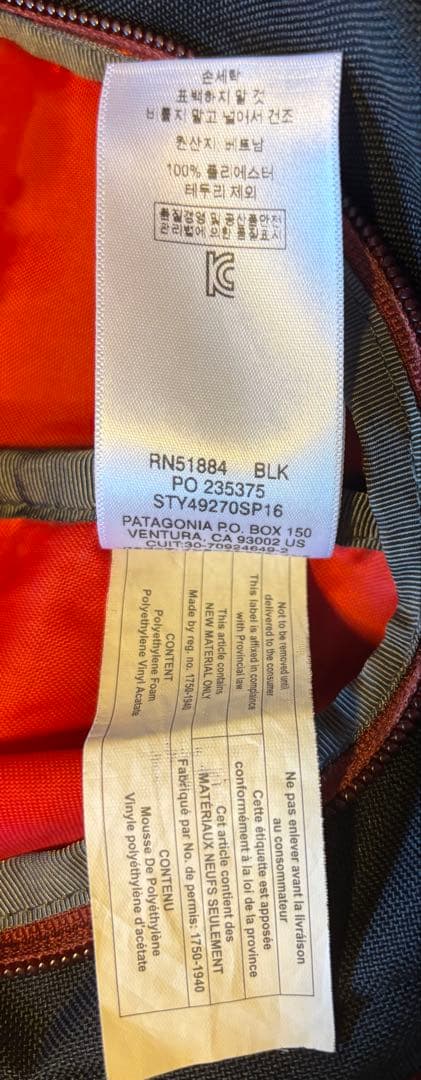 손세탁
표백하지 말 것
비틀지 말고 널어서 건조
원산지 베트남
100% 폴리에스터
테두리 제외
품질경영 및 공산품안전
관리법에 의한 품질표시
RN51884 BLK
PO 235375
STY49270SP16
PATAGONIA P.O. BOX 150
VENTURA, CA 93002 US
CUIT:30-70924649-2
Not to be removed until
delivered to the consumer
This label is affixed in compliance
with Provincial law
This article contains
NEW MATERIAL ONLY
Made by reg. no. 1750-1940
CONTENT
Polyethylene Foam
Polyethylene Vinyl Acatate
Ne pas enlever avant la livraison
au consommateur
Cette étiquette est apposée
conformément à la loi de la province
Cet article contient des
MATERIAUX NEUFS SEULEMENT
Fabriqué par No. de permis: 1750-1940
CONTENU
Mousse De Polyéthylène
Vinyle polyéthylène d'acétate